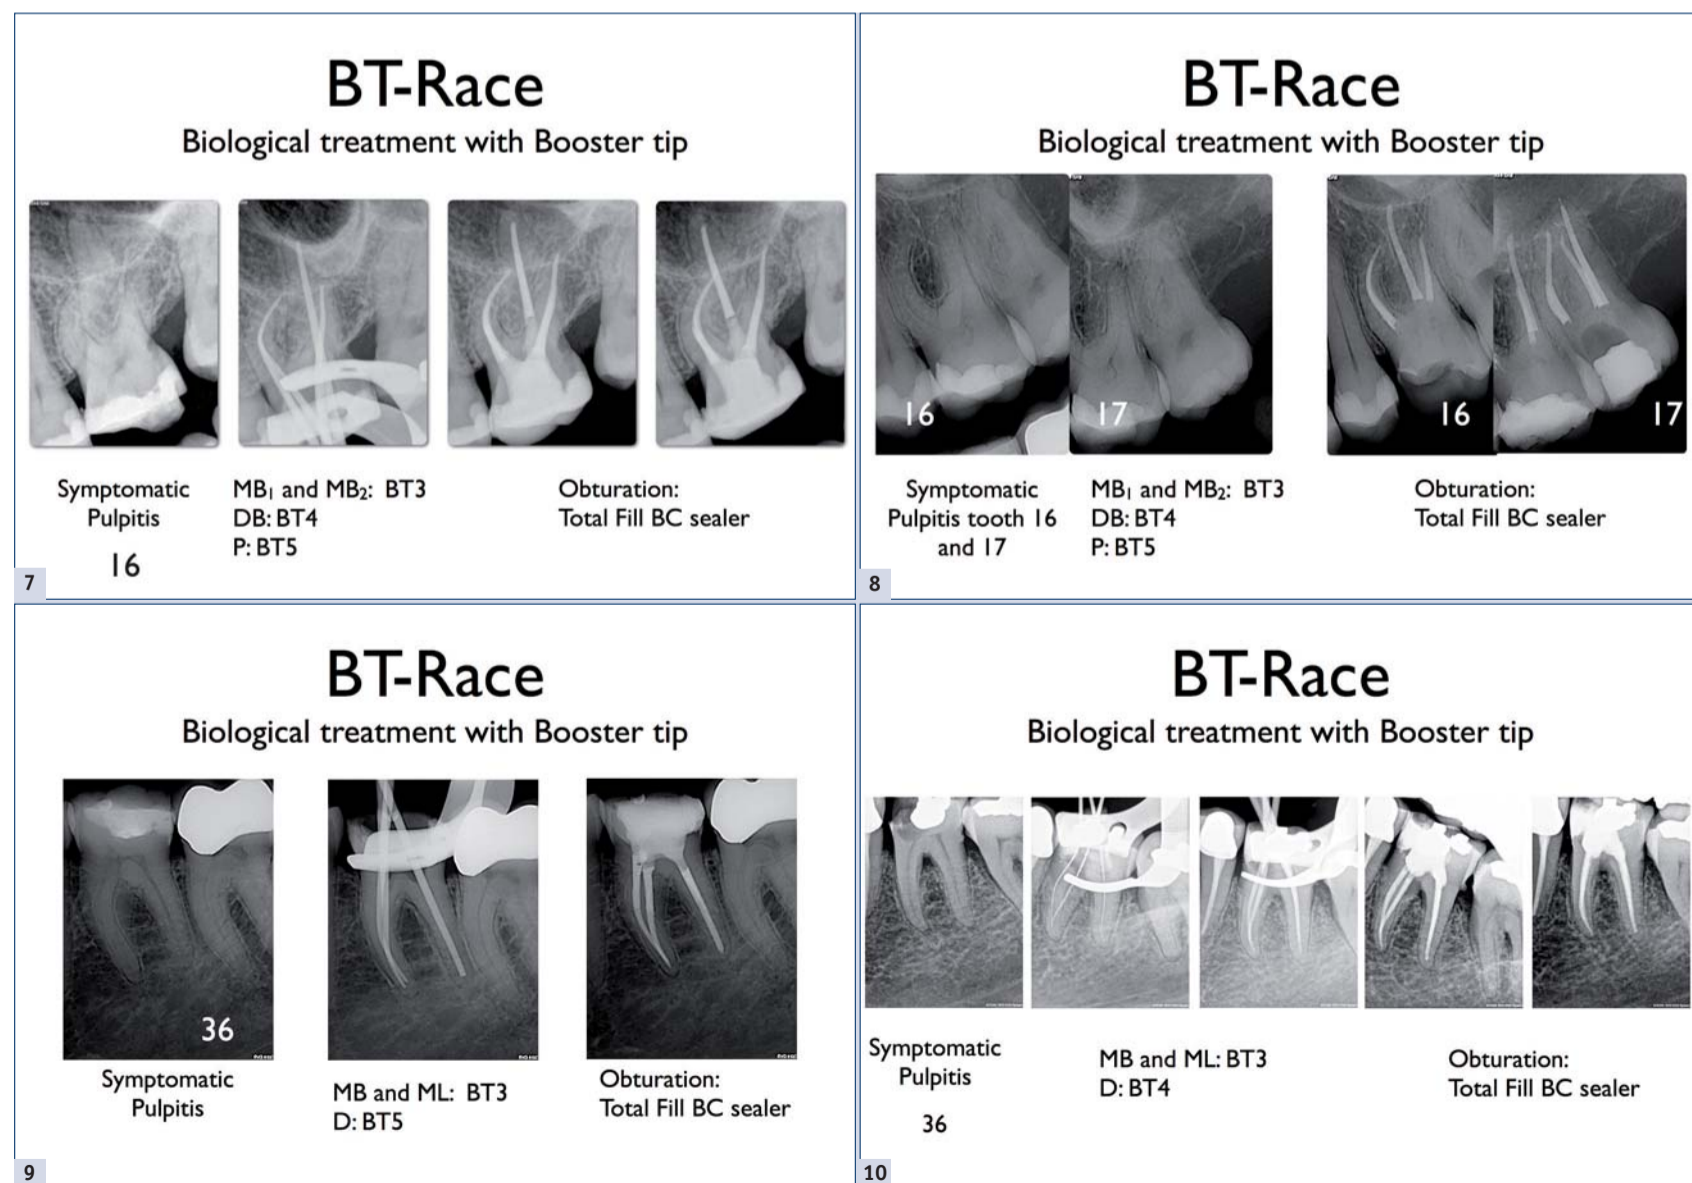 BT-Race
Biological treatment with Booster tip
Symptomatic
Pulpitis
16
MB₁ and MB₂: BT3
DB: BT4
P: BT5
Obturation:
Total Fill BC sealer
7
BT-Race
Biological treatment with Booster tip
16
17
16
17
Symptomatic
Pulpitis tooth 16
and 17
MB₁ and MB₂: BT3
DB: BT4
P: BT5
Obturation:
Total Fill BC sealer
8
BT-Race
Biological treatment with Booster tip
36
Symptomatic
Pulpitis
MB and ML: BT3
D: BT5
Obturation:
Total Fill BC sealer
9
BT-Race
Biological treatment with Booster tip
Symptomatic
Pulpitis
36
MB and ML: BT3
D: BT4
Obturation:
Total Fill BC sealer
10